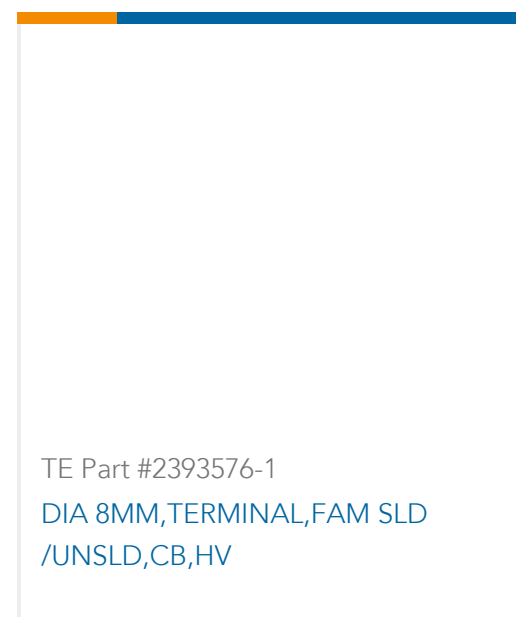 TE Part #2393576-1
DIA 8MM,TERMINAL,FAM SLD
/UNSLD,CB,HV